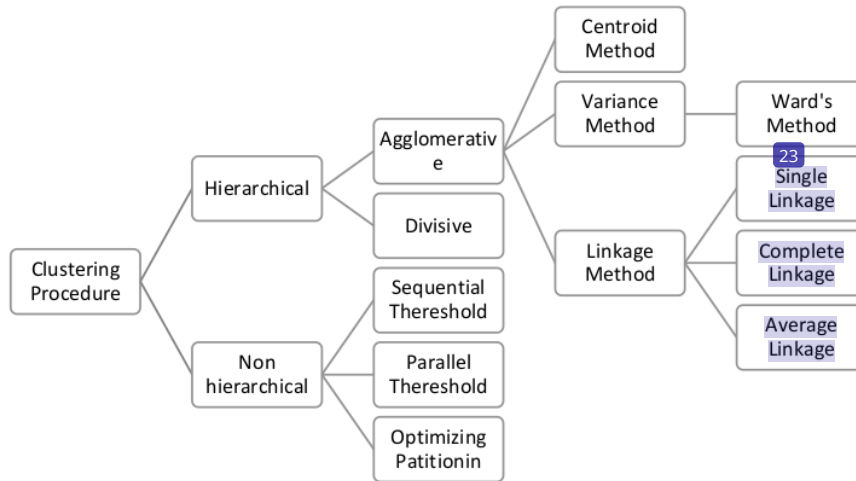 Clustering
Procedure
Hierarchical
Agglomerativ
e
Centroid
Method
Variance
Method
Ward's
Method
Linkage
Method
23
Single
Linkage
Complete
Linkage
Average
Linkage
Divisive
Non
hierarchical
Sequential
Thereshold
Parallel
Thereshold
Optimizing
Patitionin